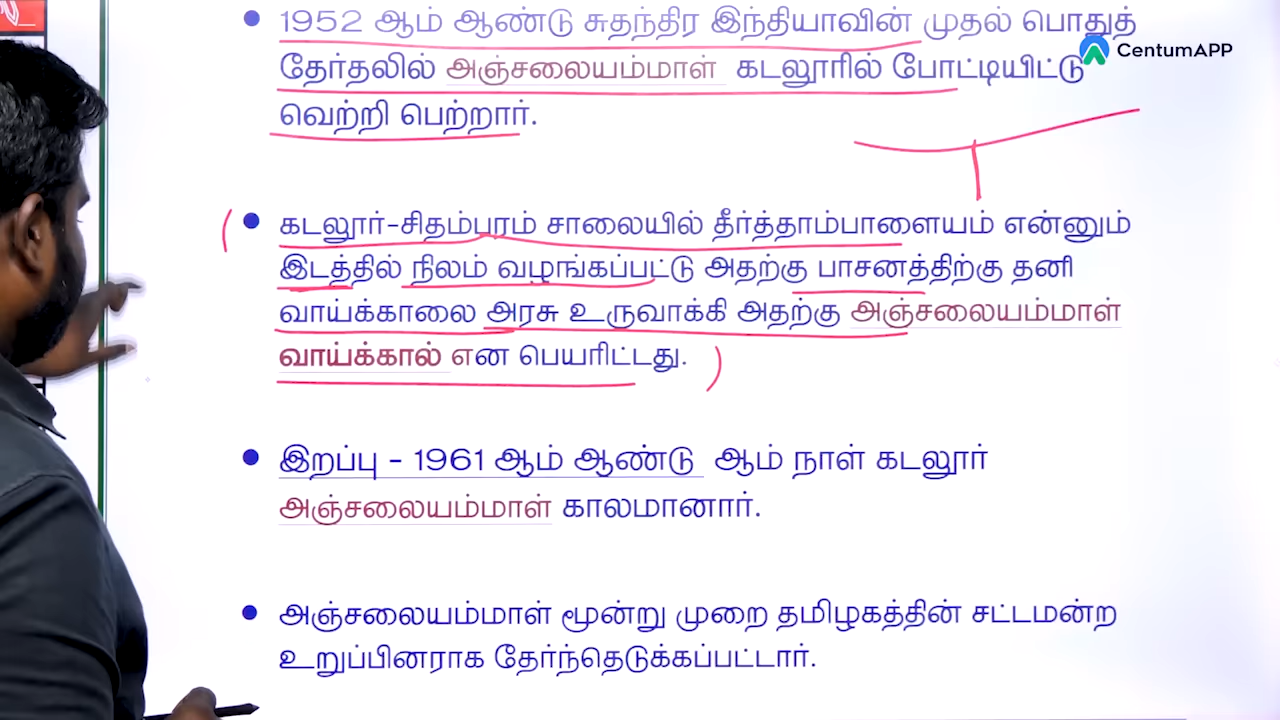 1952 ஆம் ஆண்டு சுதந்திர இந்தியாவின் முதல் பொதுத்
தேர்தலில் அஞ்சலையம்மாள் கடலூரில் போட்டியிட்டு
வெற்றி பெற்றார்.
CentumAPP
கடலூர்-சிதம்பரம் சாலையில் தீர்த்தாம்பாளையம் என்னும்
இடத்தில் நிலம் வழங்கப்பட்டு அதற்கு பாசனத்திற்கு தனி
வாய்க்காலை அரசு உருவாக்கி அதற்கு அஞ்சலையம்மாள்
வாய்க்கால் என பெயரிட்டது.
இறப்பு - 1961 ஆம் ஆண்டு ஆம் நாள் கடலூர்
அஞ்சலையம்மாள் காலமானார்.
அஞ்சலையம்மாள் மூன்று முறை தமிழகத்தின் சட்டமன்ற
உறுப்பினராக தேர்ந்தெடுக்கப்பட்டார்.